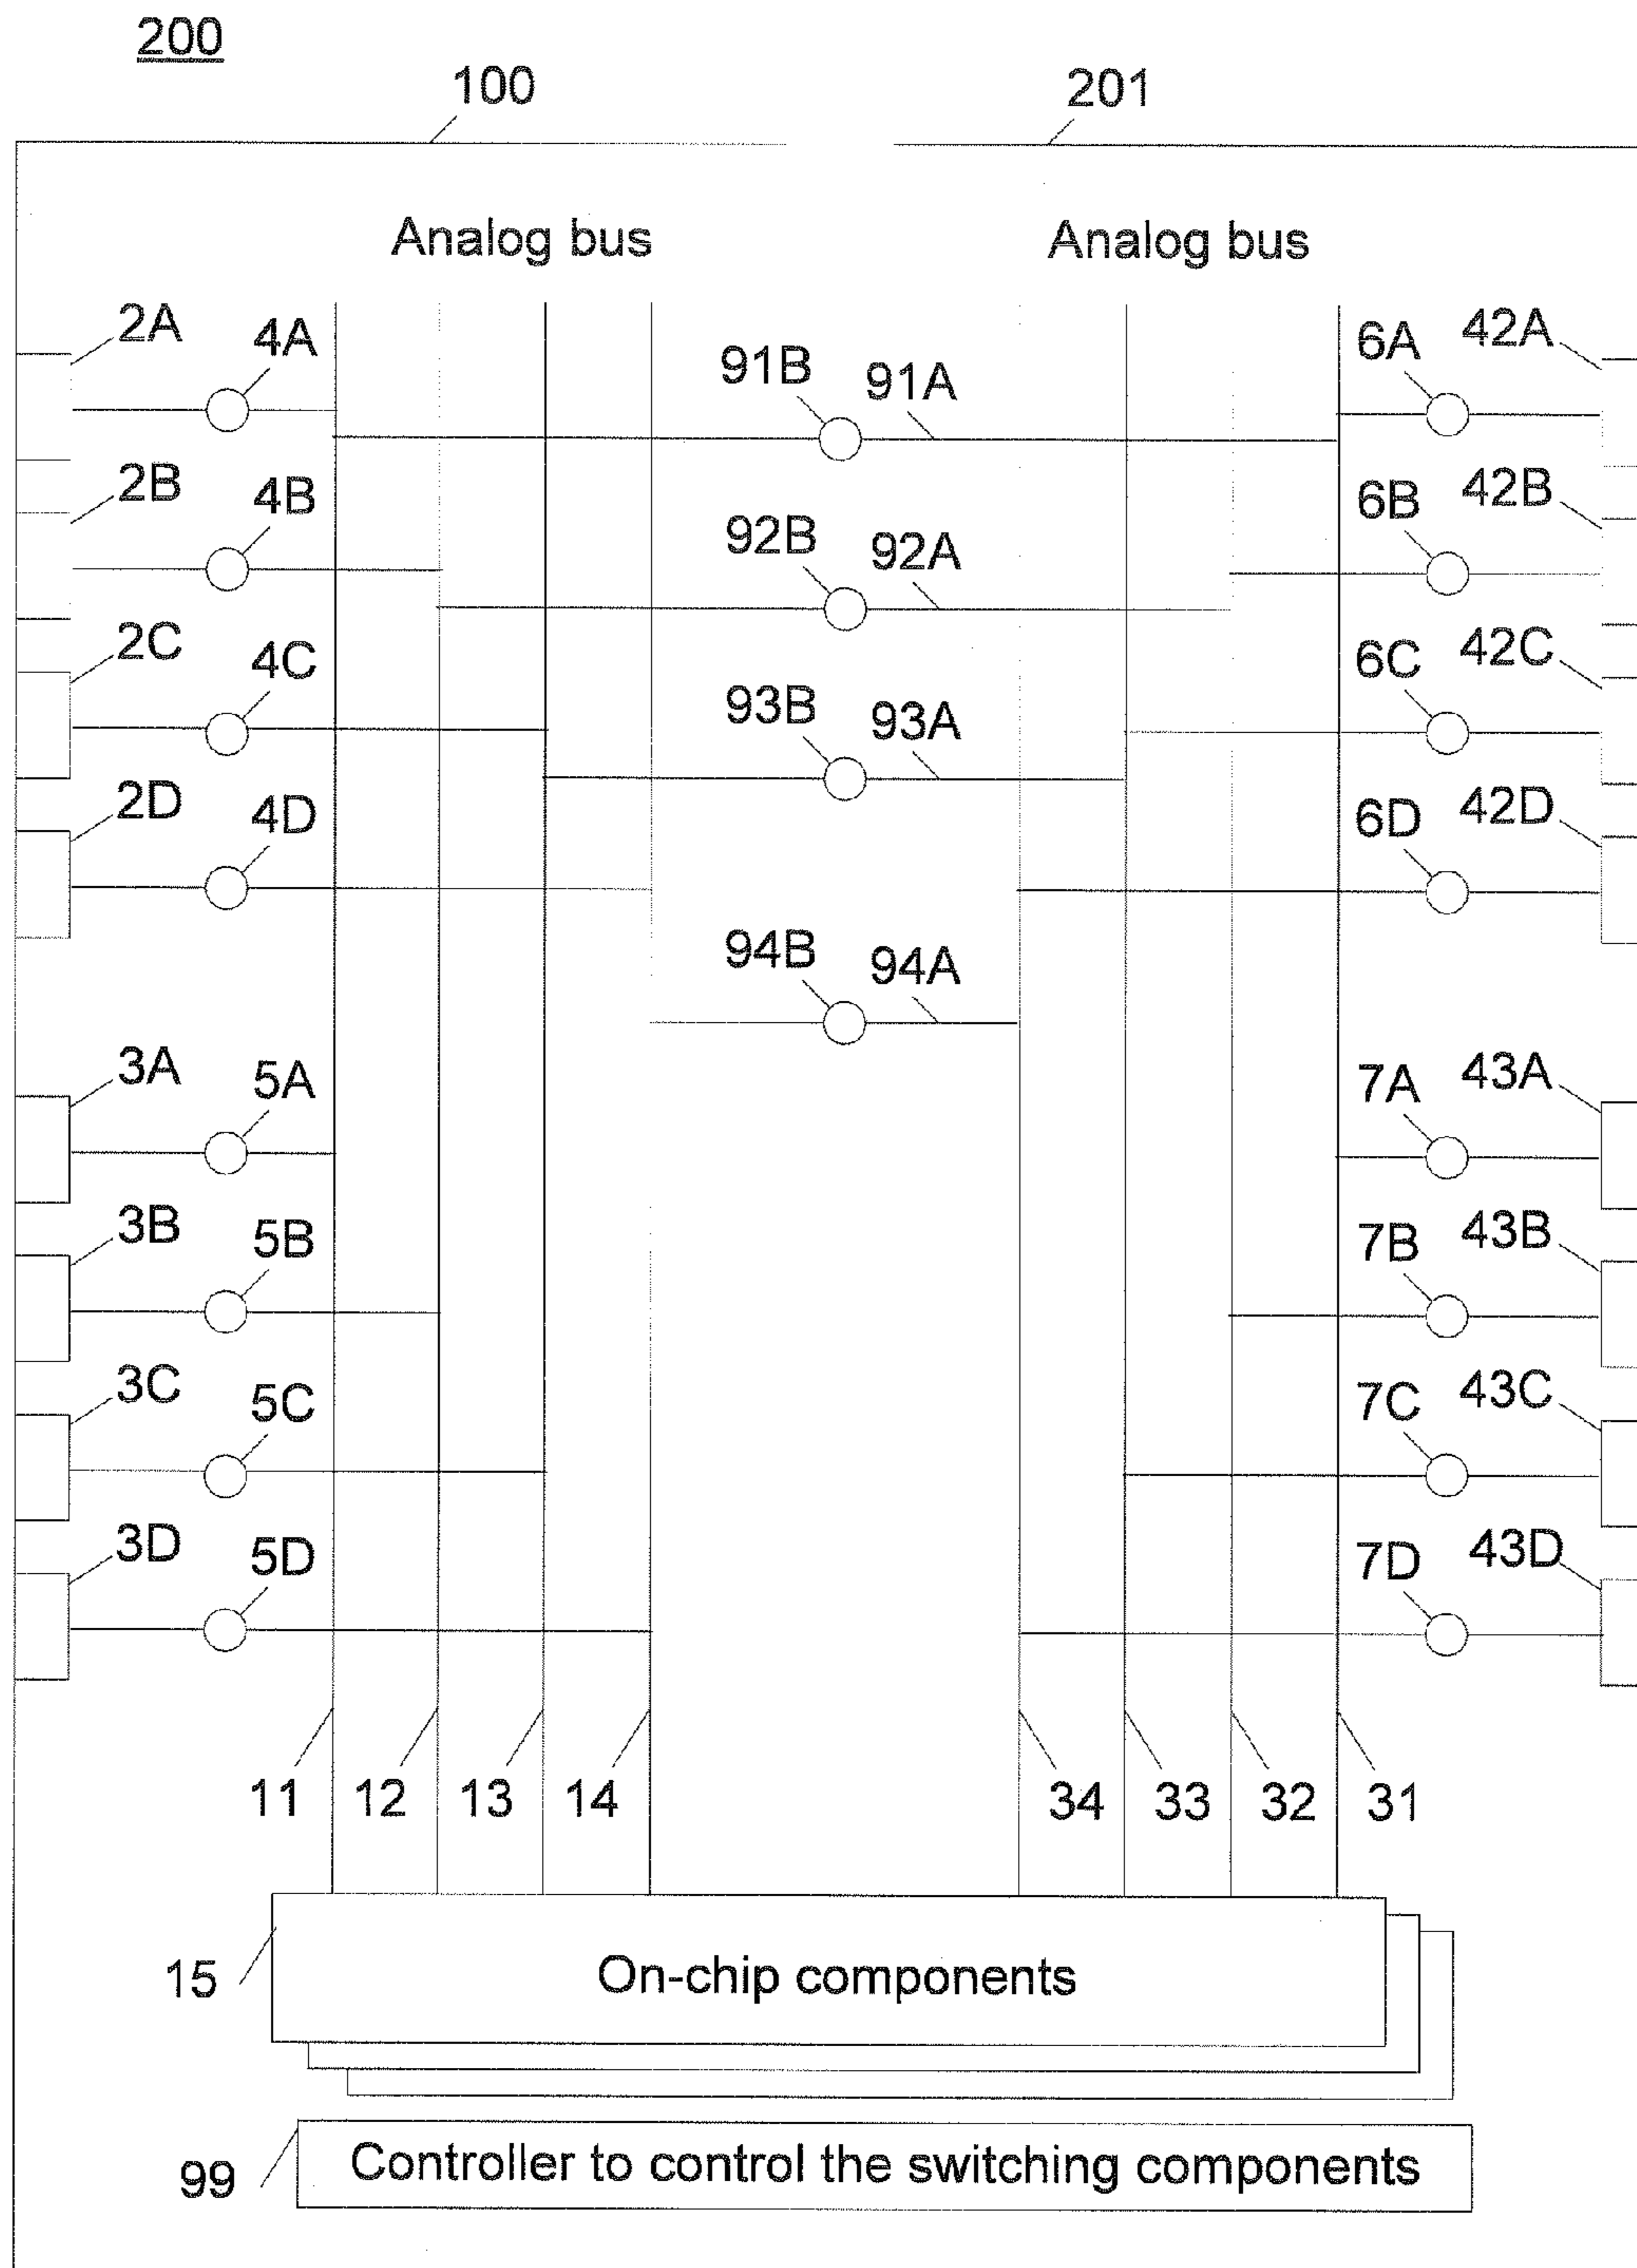 200
100 201
Analog bus Analog bus
2A 4A 91B 91A 6A 42A
2B 4B 92B 92A 6B 42B
2C 4C 93B 93A 6C 42C
2D 4D 6D 42D
94B 94A
3A 5A 7A 43A
3B 5B 7B 43B
3C 5C 7C 43C
3D 5D 7D 43D
11 12 13 14 34 33 32 31
15 On-chip components
99 Controller to control the switching components